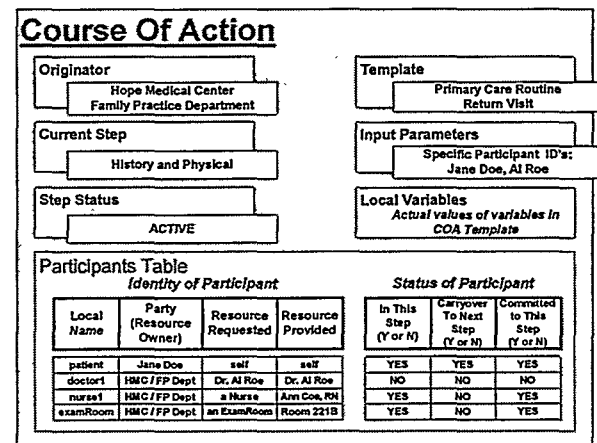 Course Of Action
Originator
Hope Medical Center
Family Practice Department
Template
Primary Care Routine
Return Visit
Current Step
History and Physical
Input Parameters
Specific Participant ID's:
Jane Doe, Al Roe
Step Status
ACTIVE
Local Variables
Actual values of variables in
COA Template
Participants Table
Identity of Participant
Status of Participant
Local Name Party (Resource Owner) Resource Requested Resource Provided In This Step (Y or N) Carryover To Next Step (Y or N) Committed to This Step (Y or N)
patient Jane Doe self self YES YES YES
doctor1 HMC / FP Dept Dr. Al Roe Dr. Al Roe NO NO NO
nurse1 HMC / FP Dept a Nurse Ann Coe, RN YES NO YES
examRoom HMC / FP Dept an ExamRoom Room 221B YES NO YES